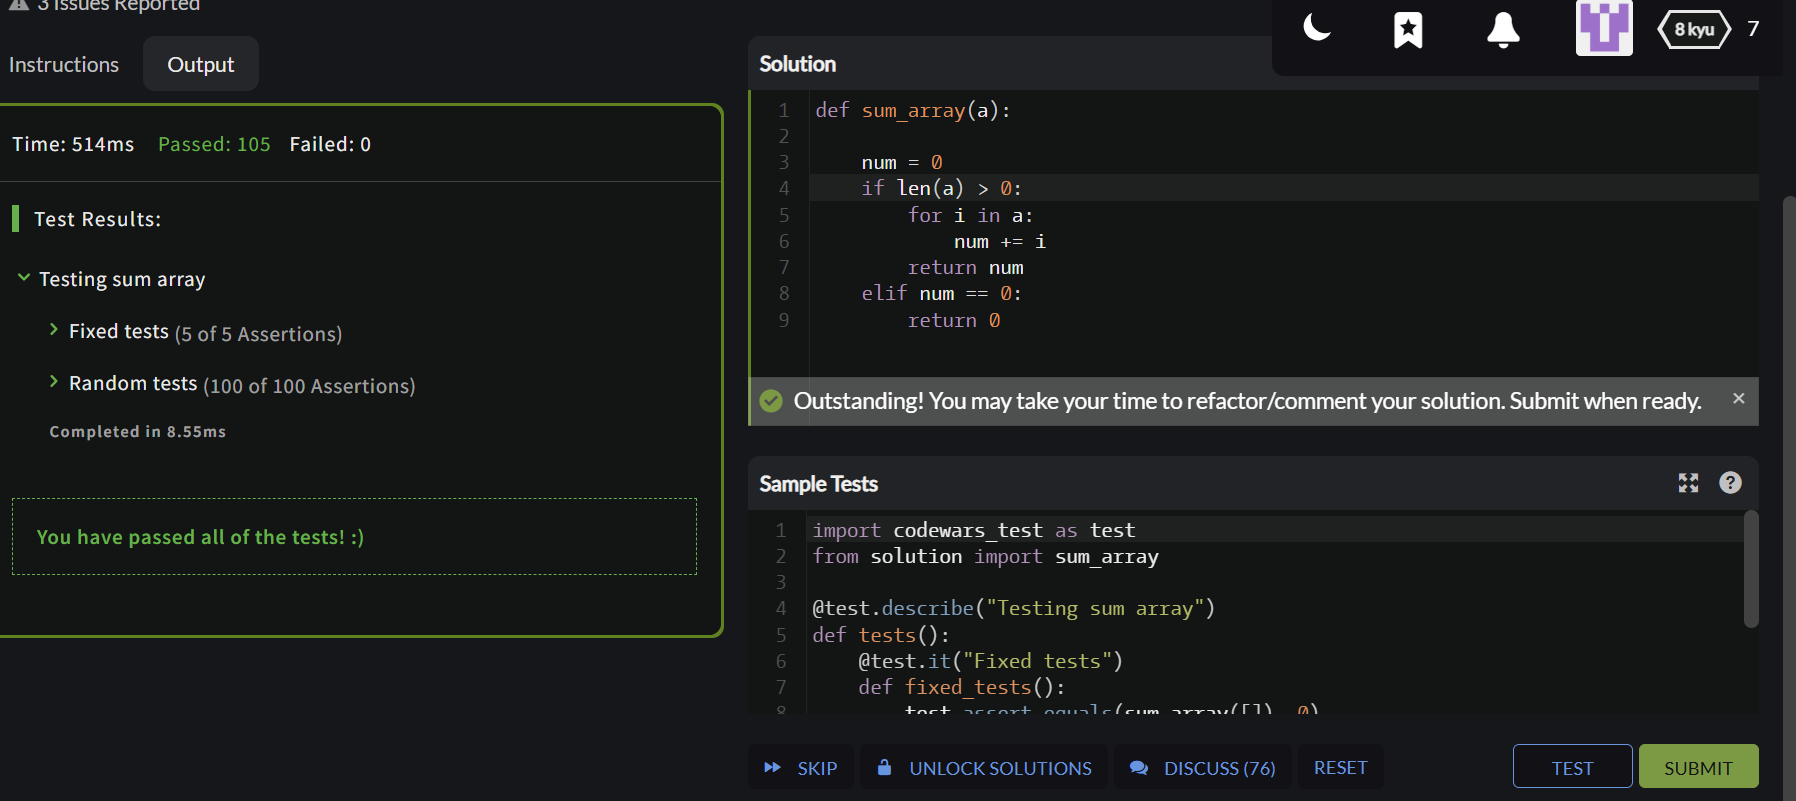 3 Issues Reported
Instructions
Output
Time: 514ms Passed: 105 Failed: 0
Test Results:
Testing sum array
Fixed tests (5 of 5 Assertions)
Random tests (100 of 100 Assertions)
Completed in 8.55ms
You have passed all of the tests! :)
8 kyu 7
Solution
1 def sum_array(a):
2
3     num = 0
4     if len(a) > 0:
5         for i in a:
6             num += i
7         return num
8     elif num == 0:
9         return 0
Outstanding! You may take your time to refactor/comment your solution. Submit when ready. ×
Sample Tests
?
1 import codewars_test as test
2 from solution import sum_array
3
4 @test.describe("Testing sum array")
5 def tests():
6     @test.it("Fixed tests")
7     def fixed_tests():
8         test.assert_equals(sum_array([]), 0)
SKIP
UNLOCK SOLUTIONS
DISCUSS (76)
RESET
TEST
SUBMIT